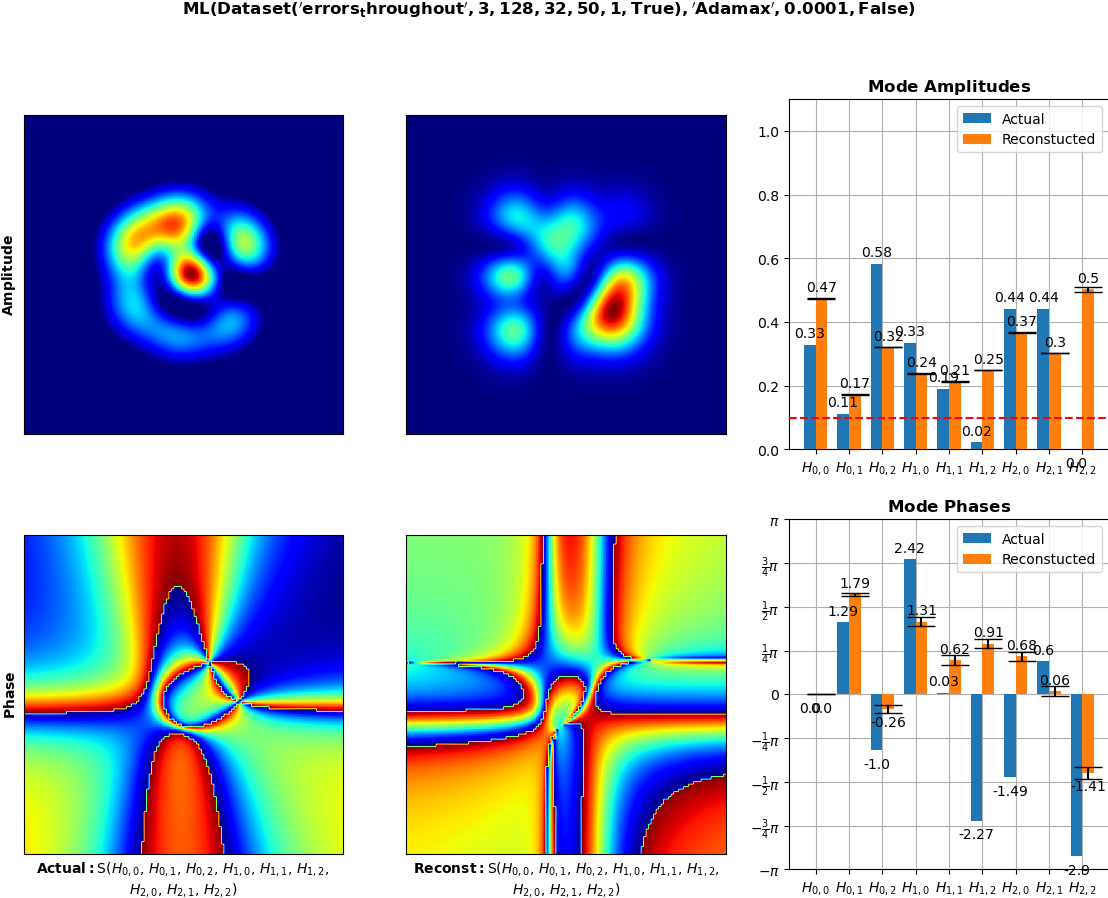 ML(Dataset('errors_throughout', 3, 128, 32, 50, 1, True), 'Adamax', 0.0001, False)
Amplitude
Mode Amplitudes
Actual
Reconstucted
1.0
0.8
0.6
0.4
0.2
0.0
0.33
0.47
0.11
0.17
0.58
0.32
0.33
0.24
0.19
0.21
0.02
0.25
0.44
0.37
0.44
0.3
0.0
0.5
H0,0 H0,1 H0,2 H1,0 H1,1 H1,2 H2,0 H2,1 H2,2
Phase
Actual: S(H0,0, H0,1, H0,2, H1,0, H1,1, H1,2,
H2,0, H2,1, H2,2)
Reconst: S(H0,0, H0,1, H0,2, H1,0, H1,1, H1,2,
H2,0, H2,1, H2,2)
Mode Phases
Actual
Reconstucted
π
3/4π
1/2π
1/4π
0
−1/4π
−1/2π
−3/4π
−π
0.0
0.0
1.29
1.79
-1.0
-0.26
2.42
1.31
0.03
0.62
-2.27
0.91
-1.49
0.68
0.6
0.06
-2.9
-1.41
H0,0 H0,1 H0,2 H1,0 H1,1 H1,2 H2,0 H2,1 H2,2